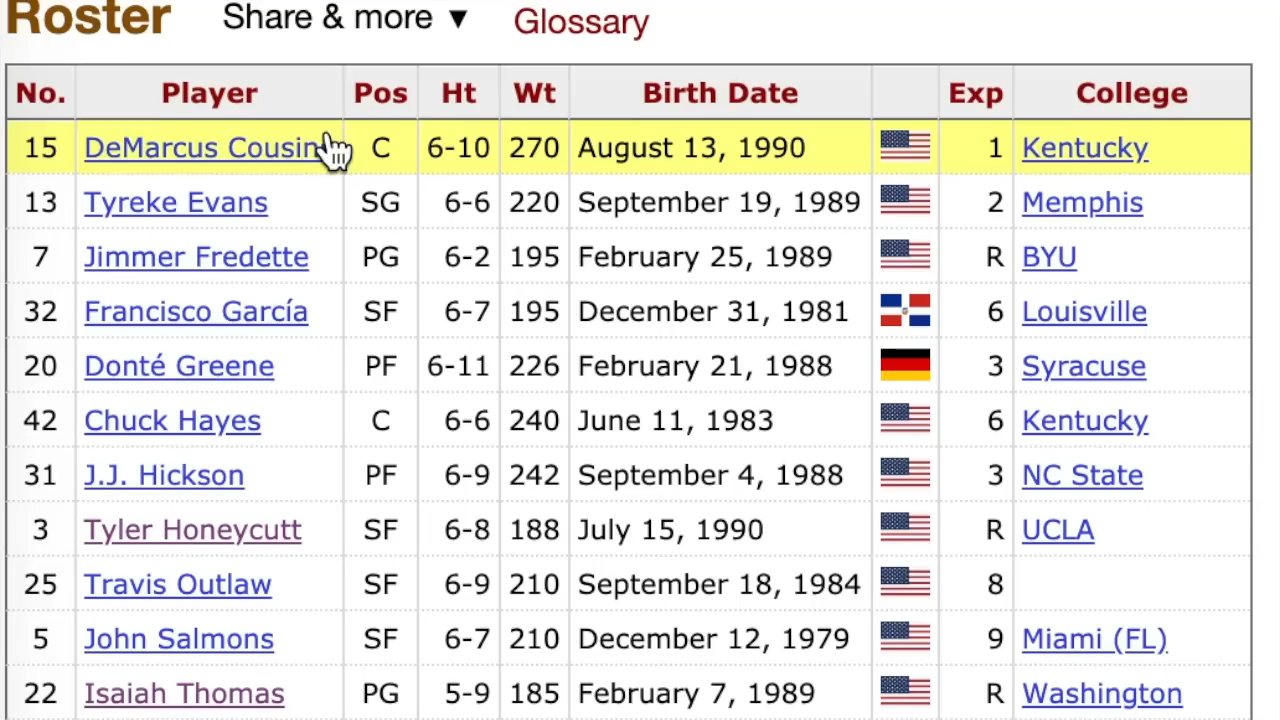 Roster Share & more ▼ Glossary
No. Player Pos Ht Wt Birth Date Exp College
15 DeMarcus Cousin C 6-10 270 August 13, 1990 1 Kentucky
13 Tyreke Evans SG 6-6 220 September 19, 1989 2 Memphis
7 Jimmer Fredette PG 6-2 195 February 25, 1989 R BYU
32 Francisco García SF 6-7 195 December 31, 1981 6 Louisville
20 Donté Greene PF 6-11 226 February 21, 1988 3 Syracuse
42 Chuck Hayes C 6-6 240 June 11, 1983 6 Kentucky
31 J.J. Hickson PF 6-9 242 September 4, 1988 3 NC State
3 Tyler Honeycutt SF 6-8 188 July 15, 1990 R UCLA
25 Travis Outlaw SF 6-9 210 September 18, 1984 8
5 John Salmons SF 6-7 210 December 12, 1979 9 Miami (FL)
22 Isaiah Thomas PG 5-9 185 February 7, 1989 R Washington